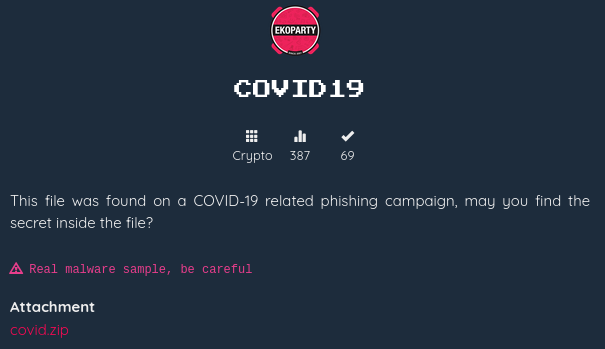 EKOPARTY
COVID19
Crypto 387 69
This file was found on a COVID-19 related phishing campaign, may you find the
secret inside the file?
Real malware sample, be careful
Attachment
covid.zip